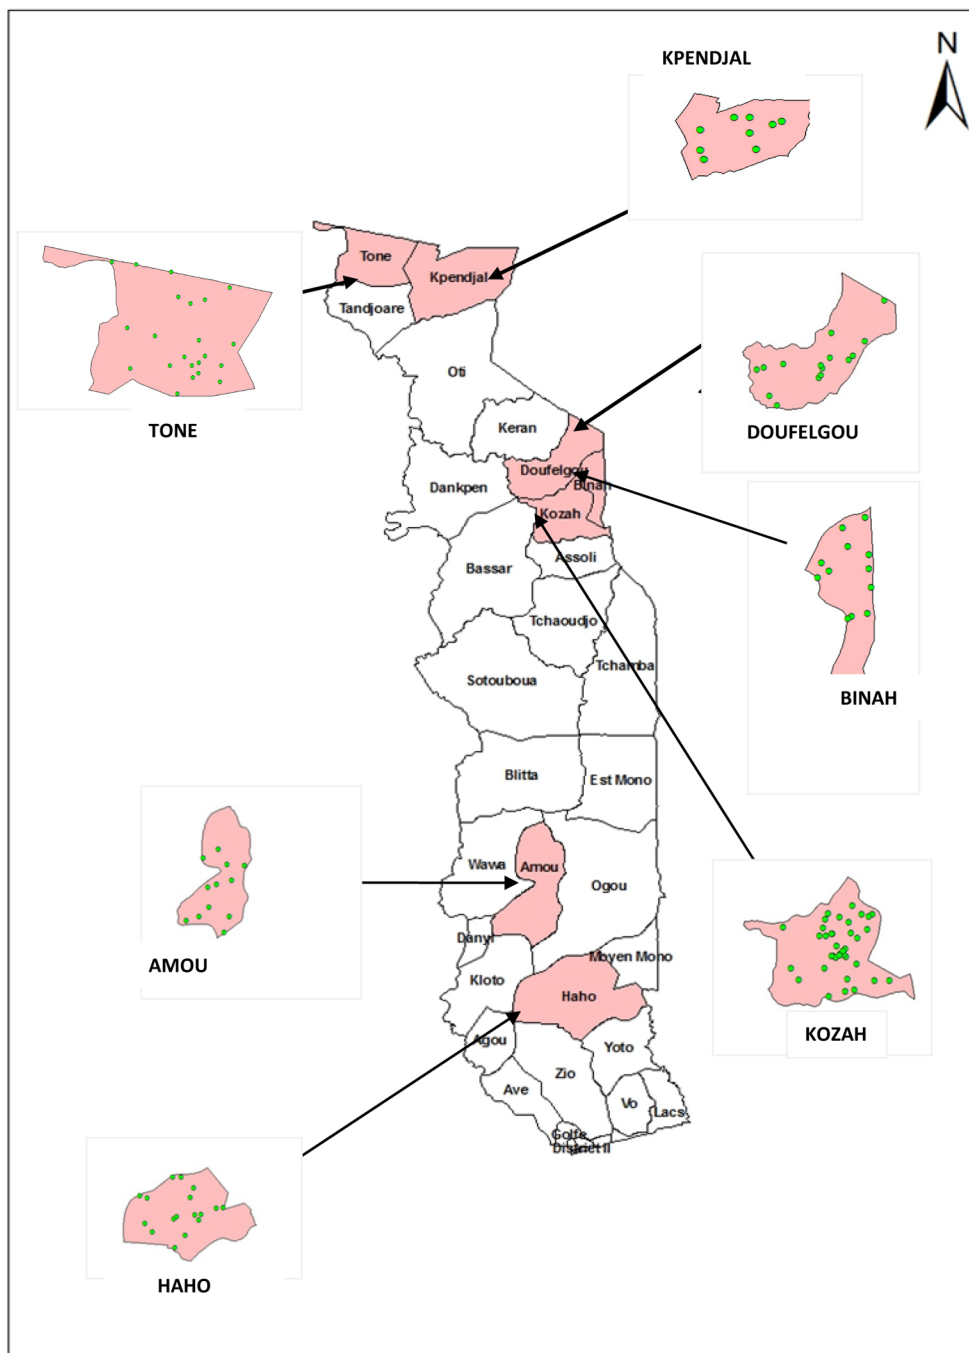 N
KPENDJAL
Tone
Kpendjal
Tandjoare
TONE
DOUFELGOU
Oti
Keran
Doufelgou
Binah
Dankpen
Kozah
Assoli
Bassar
Tchaoudjo
Tchamba
Sotouboua
BINAH
Blitta
Est Mono
Wawa
Amou
Ogou
Danyi
AMOU
Moyen Mono
Kloto
Haho
KOZAH
Agou
Yoto
Zio
Ave
Vo
Lacs
Golfe
District II
HAHO